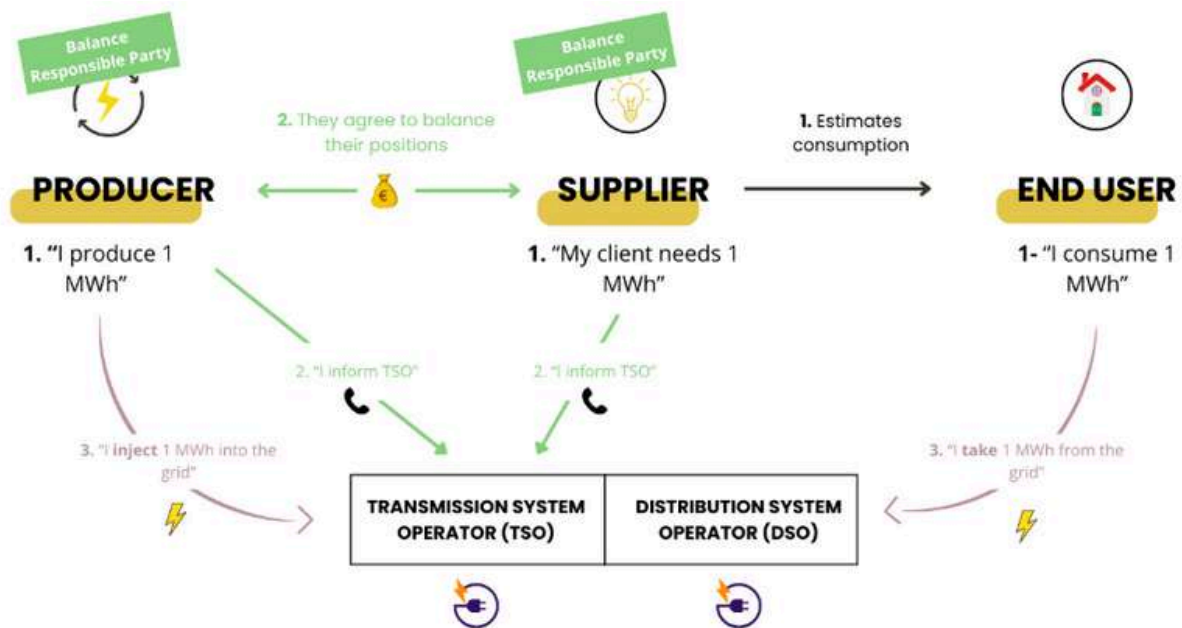 Balance
Responsible Party
Balance
Responsible Party
2. They agree to balance
their positions
1. Estimates
consumption
€
PRODUCER
SUPPLIER
END USER
1. “I produce 1
MWh”
1. “My client needs 1
MWh”
1- “I consume 1
MWh”
2. “I inform TSO”
2. “I inform TSO”
3. “I inject 1 MWh into the
grid”
3. “I take 1 MWh from the
grid”
TRANSMISSION SYSTEM
OPERATOR (TSO)
DISTRIBUTION SYSTEM
OPERATOR (DSO)